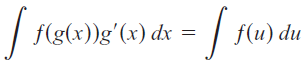 ∫ f(g(x))g′(x) dx = ∫ f(u) du